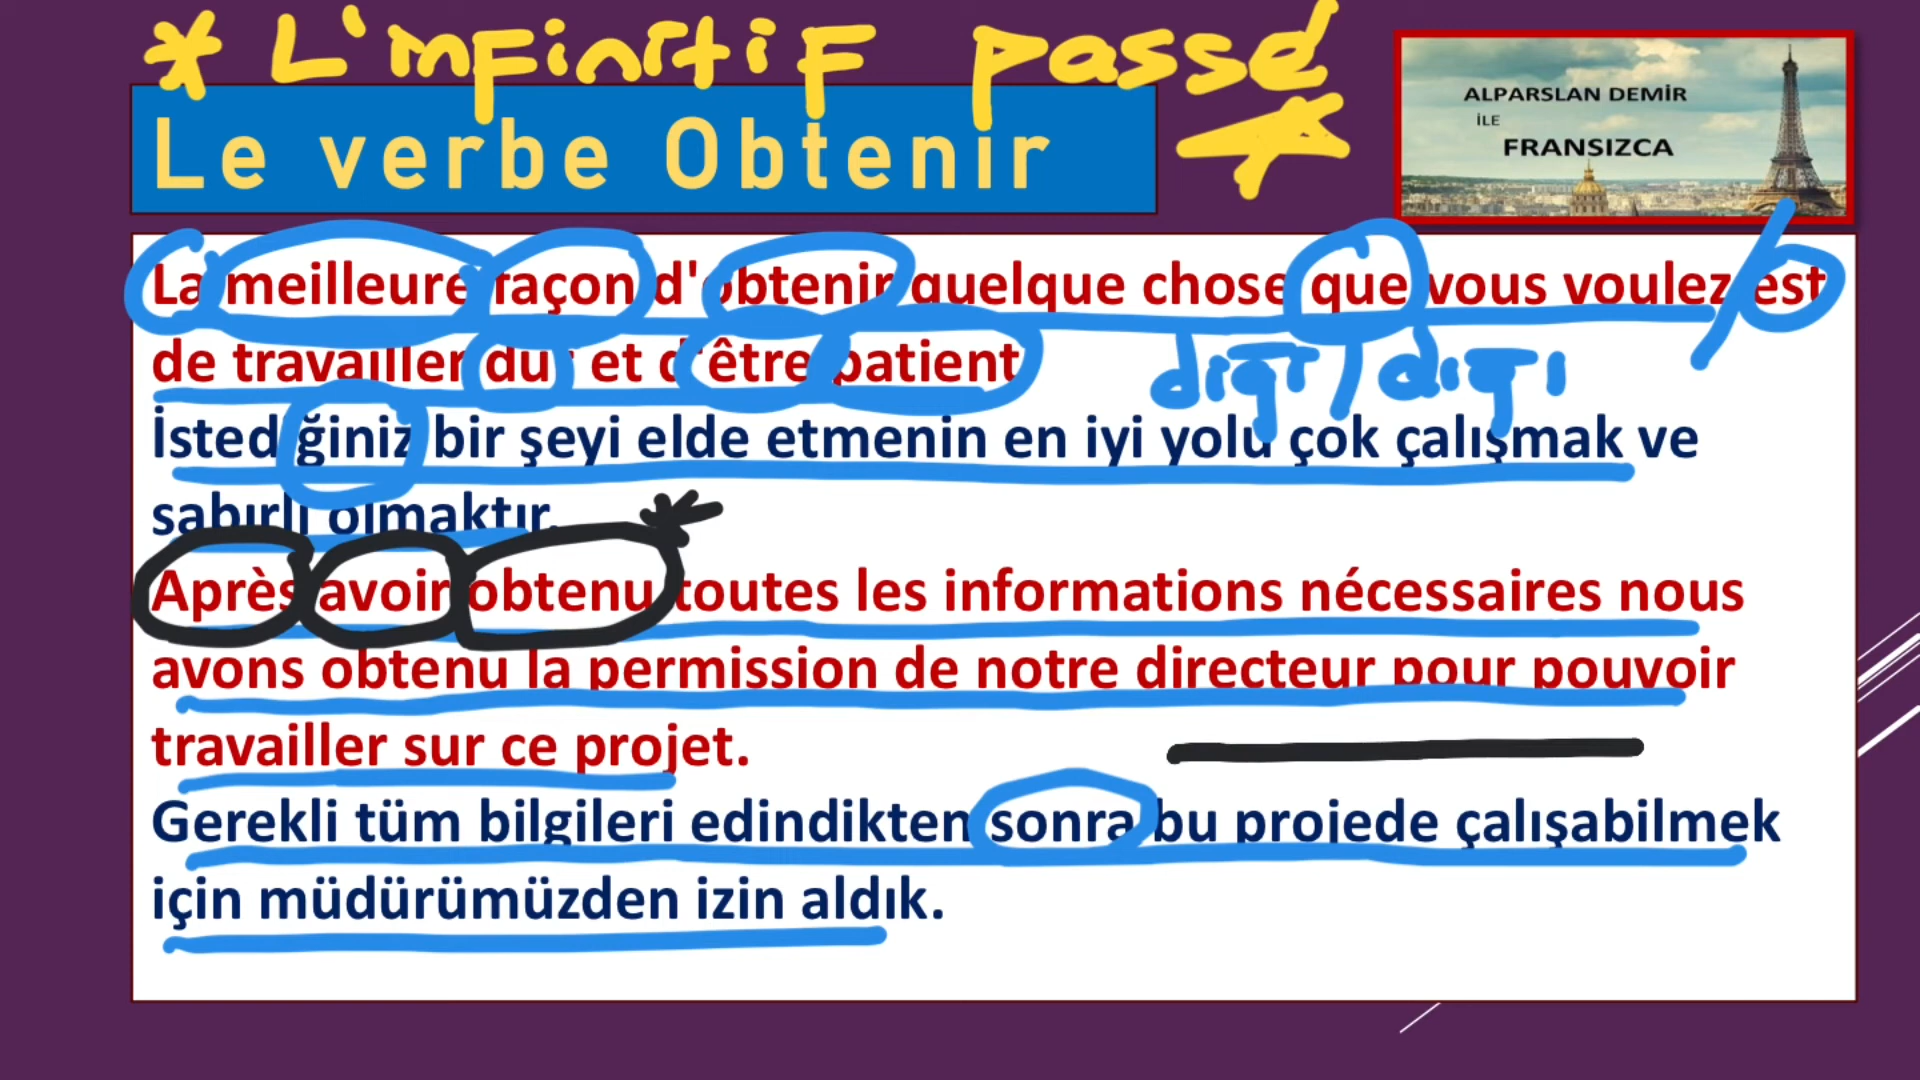 * L'infinitif passé
Le verbe Obtenir
ALPARSLAN DEMİR
İLE
FRANSIZCA
La meilleure façon d'obtenir quelque chose que vous voulez est
de travailler dur et d'être patient
diği / dığı
İstediğiniz bir şeyi elde etmenin en iyi yolu çok çalışmak ve
sabırlı olmaktır.
Après avoir obtenu toutes les informations nécessaires nous
avons obtenu la permission de notre directeur pour pouvoir
travailler sur ce projet.
Gerekli tüm bilgileri edindikten sonra bu projede çalışabilmek
için müdürümüzden izin aldık.